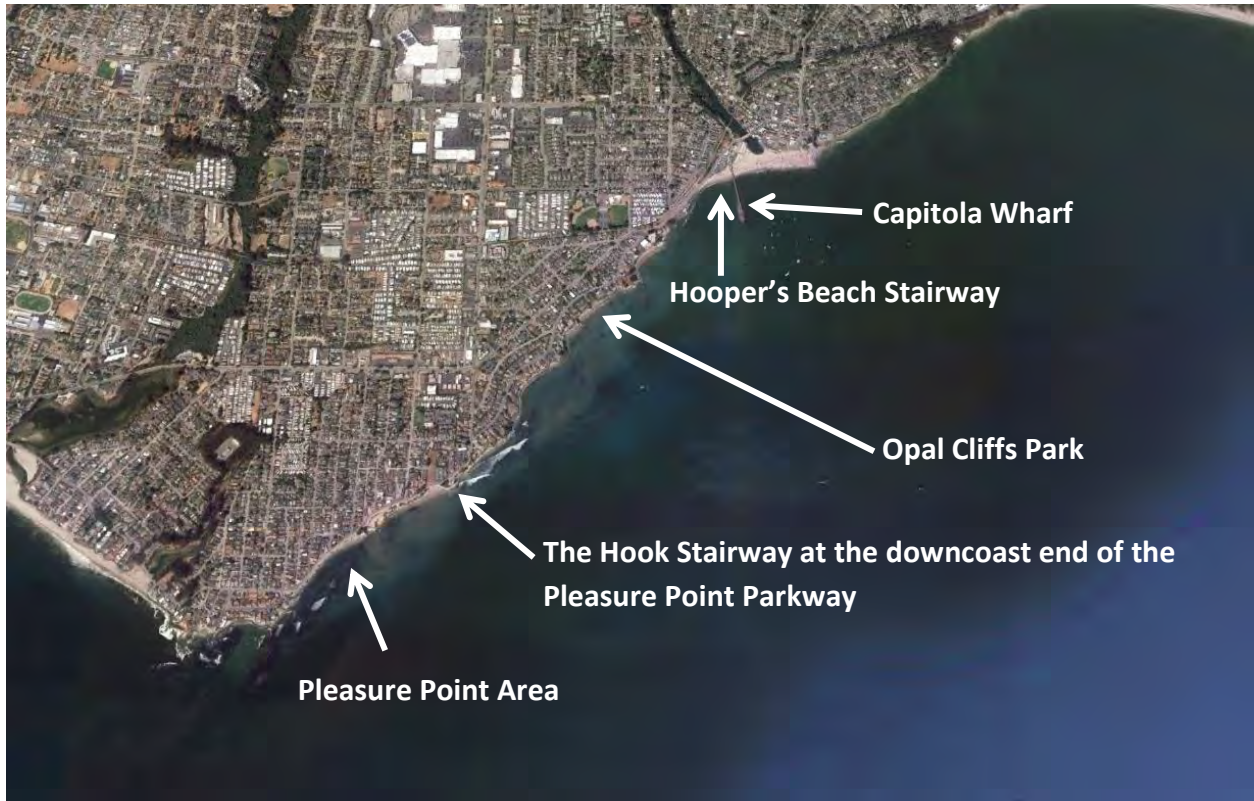 Capitola Wharf
Hooper’s Beach Stairway
Opal Cliffs Park
The Hook Stairway at the downcoast end of the
Pleasure Point Parkway
Pleasure Point Area